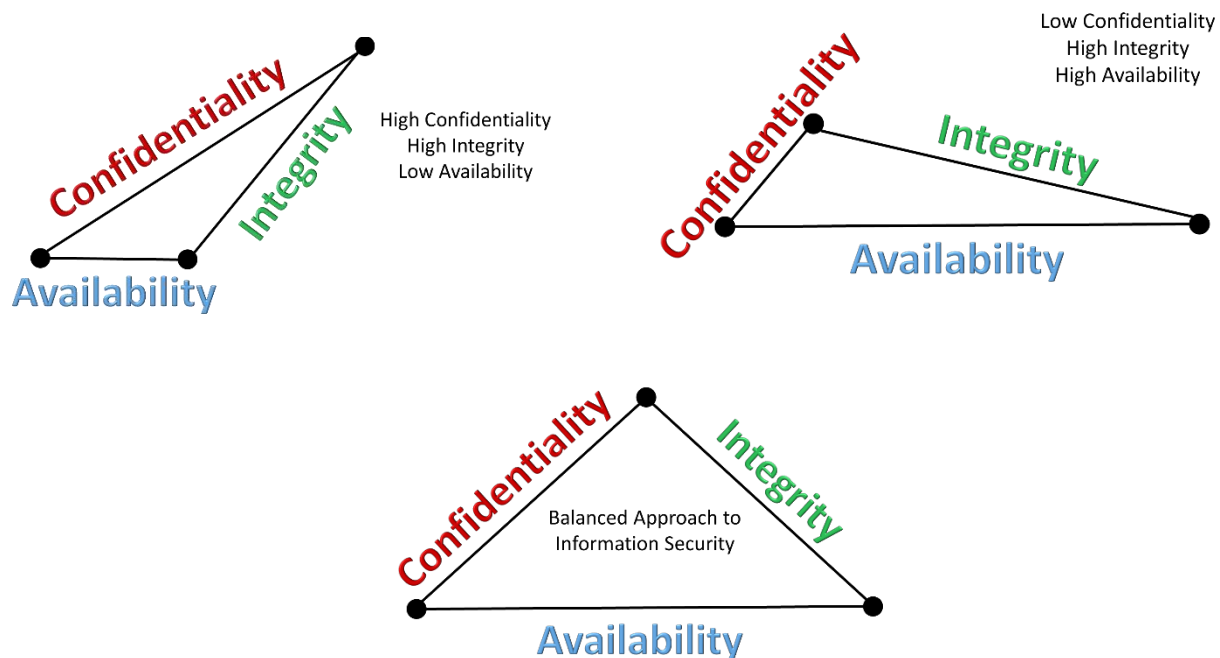 Confidentiality
Integrity
Availability
High Confidentiality
High Integrity
Low Availability
Low Confidentiality
High Integrity
High Availability
Confidentiality
Integrity
Availability
Confidentiality
Integrity
Balanced Approach to
Information Security
Availability